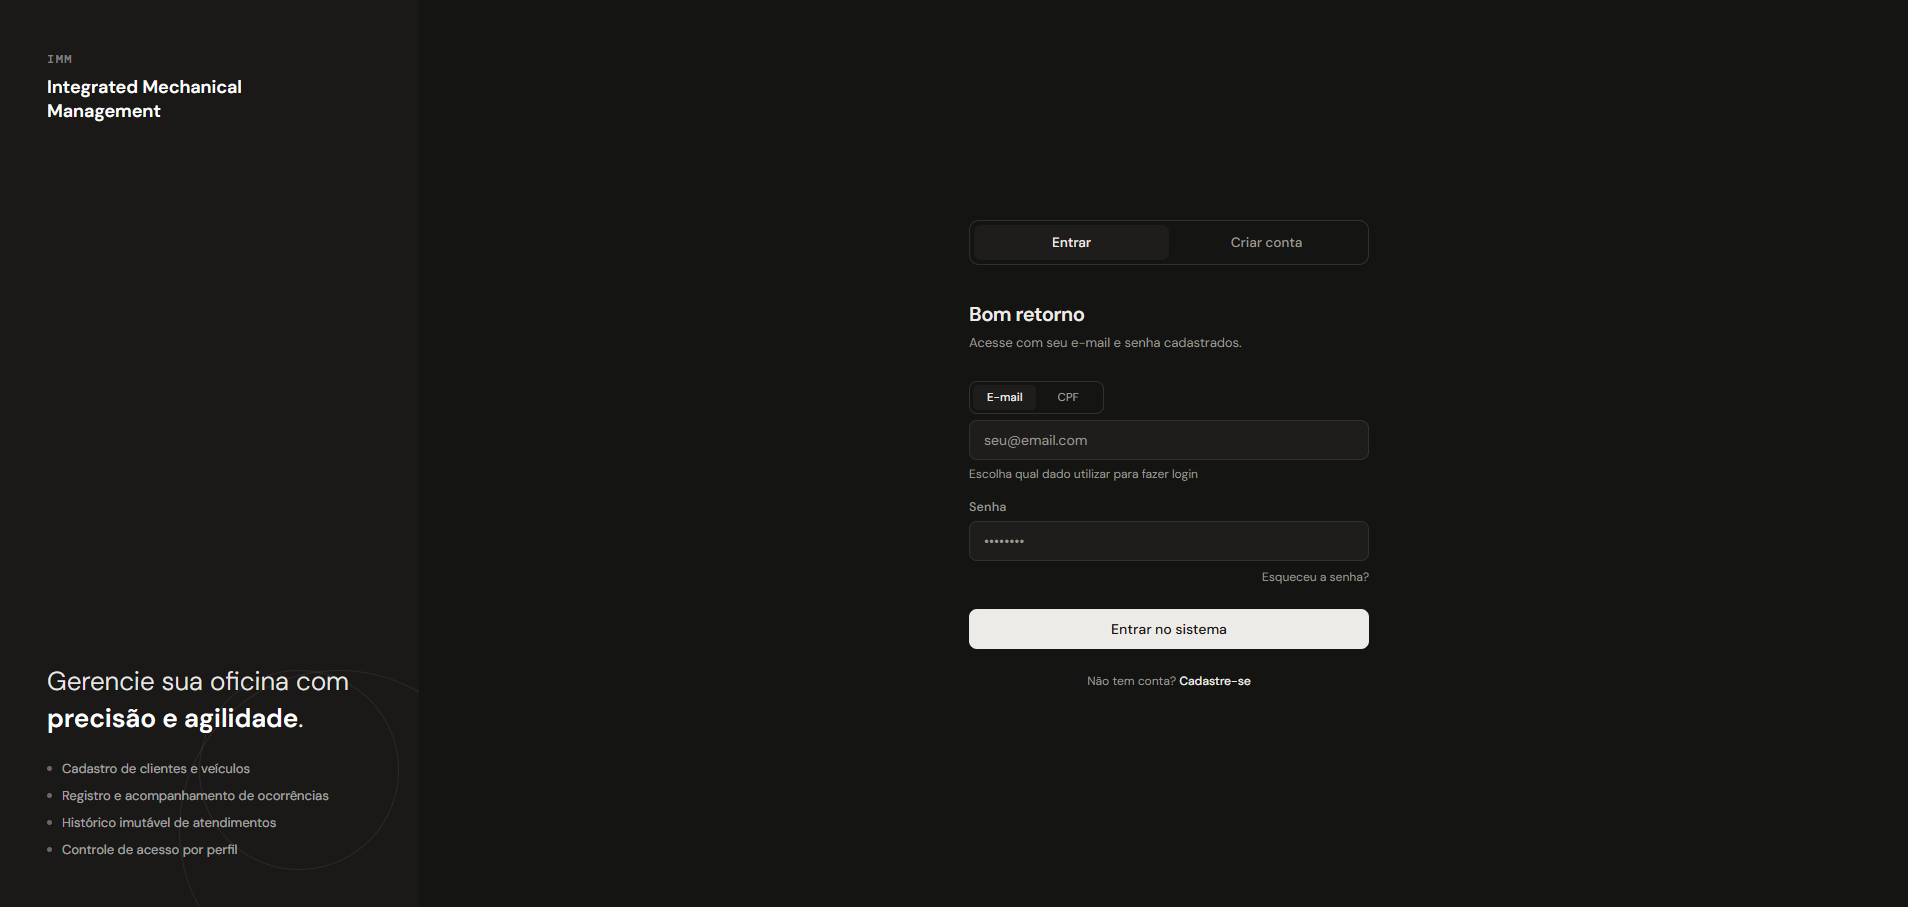 IMM
Integrated Mechanical
Management
Gerencie sua oficina com
precisão e agilidade.
Cadastro de clientes e veículos
Registro e acompanhamento de ocorrências
Histórico imutável de atendimentos
Controle de acesso por perfil
Entrar
Criar conta
Bom retorno
Acesse com seu e-mail e senha cadastrados.
E-mail
CPF
seu@email.com
Escolha qual dado utilizar para fazer login
Senha
••••••••
Esqueceu a senha?
Entrar no sistema
Não tem conta? Cadastre-se